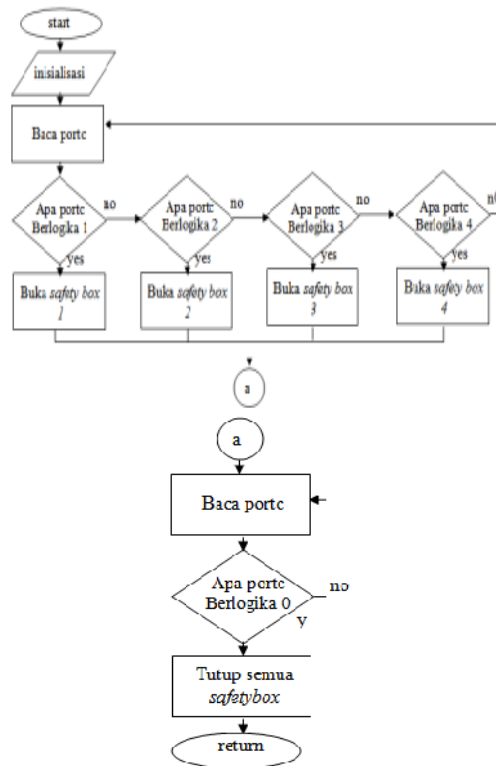 start
inisialisasi
Baca portc
Apa portc
Berlogika 1
no
yes
Apa portc
Berlogika 2
no
yes
Apa portc
Berlogika 3
no
yes
Apa portc
Berlogika 4
no
yes
Buka safety box
1
Buka safety box
2
Buka safety box
3
Buka safety box
4
a
a
Baca portc
Apa portc
Berlogika 0
no
y
Tutup semua
safetybox
return